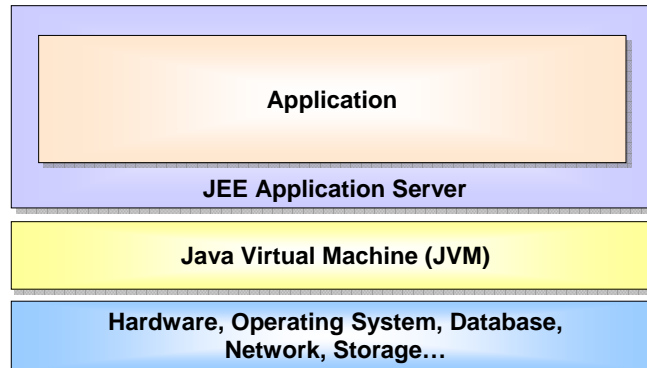 Application
JEE Application Server
Java Virtual Machine (JVM)
Hardware, Operating System, Database,
Network, Storage…